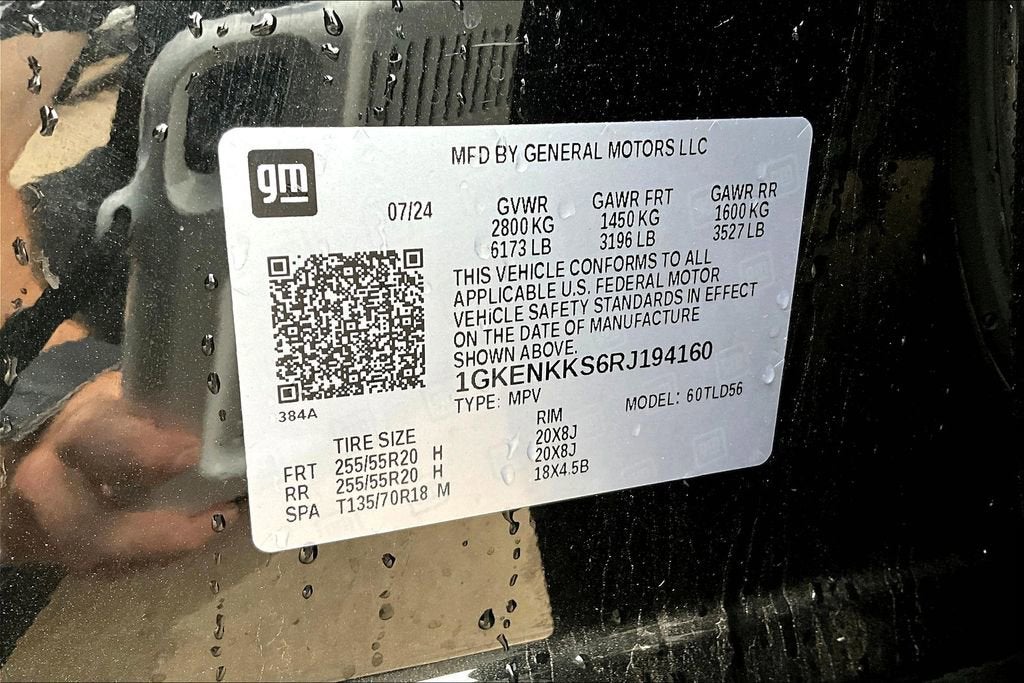 gm
MFD BY GENERAL MOTORS LLC
07/24
GVWR
2800 KG
6173 LB
GAWR FRT
1450 KG
3196 LB
GAWR RR
1600 KG
3527 LB
THIS VEHICLE CONFORMS TO ALL
APPLICABLE U.S. FEDERAL MOTOR
VEHICLE SAFETY STANDARDS IN EFFECT
ON THE DATE OF MANUFACTURE
SHOWN ABOVE.
1GKENKKS6RJ194160
TYPE: MPV
MODEL: 60TLD56
384A
TIRE SIZE
RIM
FRT 255/55R20 H 20X8J
RR 255/55R20 H 20X8J
SPA T135/70R18 M 18X4.5B